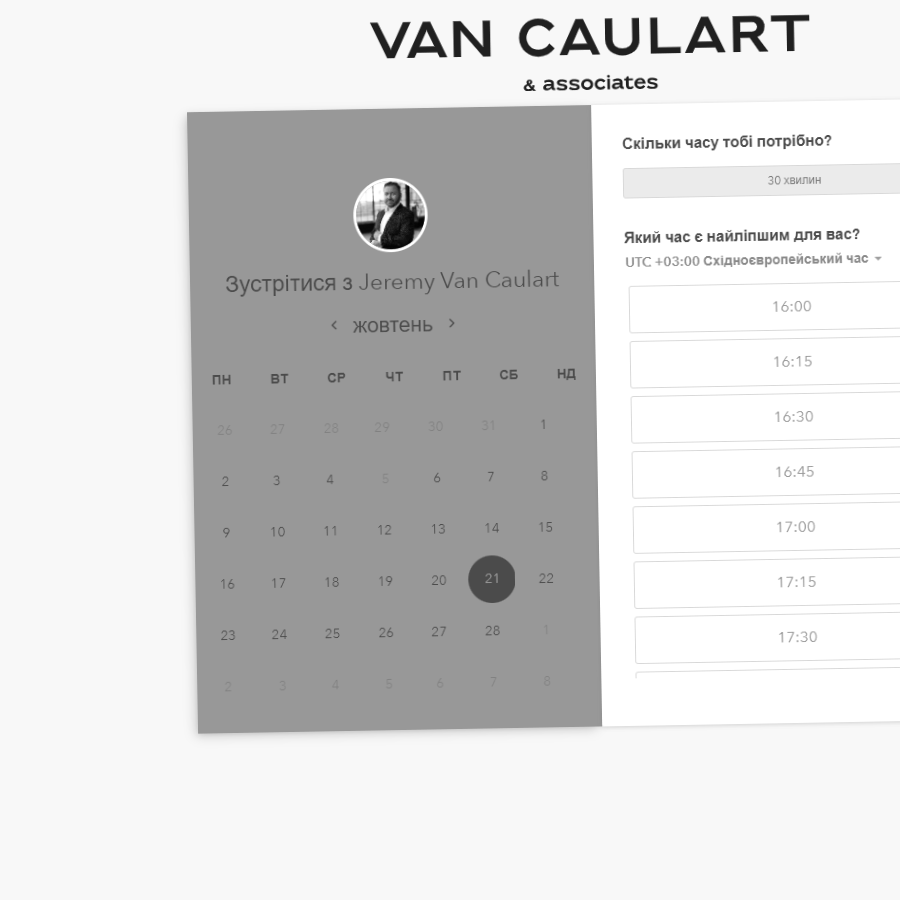 VAN CAULART
& associates
Зустрітися з Jeremy Van Caulart
‹ жовтень ›
ПН ВТ СР ЧТ ПТ СБ НД
26 27 28 29 30 31 1
2 3 4 5 6 7 8
9 10 11 12 13 14 15
16 17 18 19 20 21 22
23 24 25 26 27 28 1
2 3 4 5 6 7 8
Скільки часу тобі потрібно?
30 хвилин
Який час є найліпшим для вас?
UTC +03:00 Східноєвропейський час
16:00
16:15
16:30
16:45
17:00
17:15
17:30